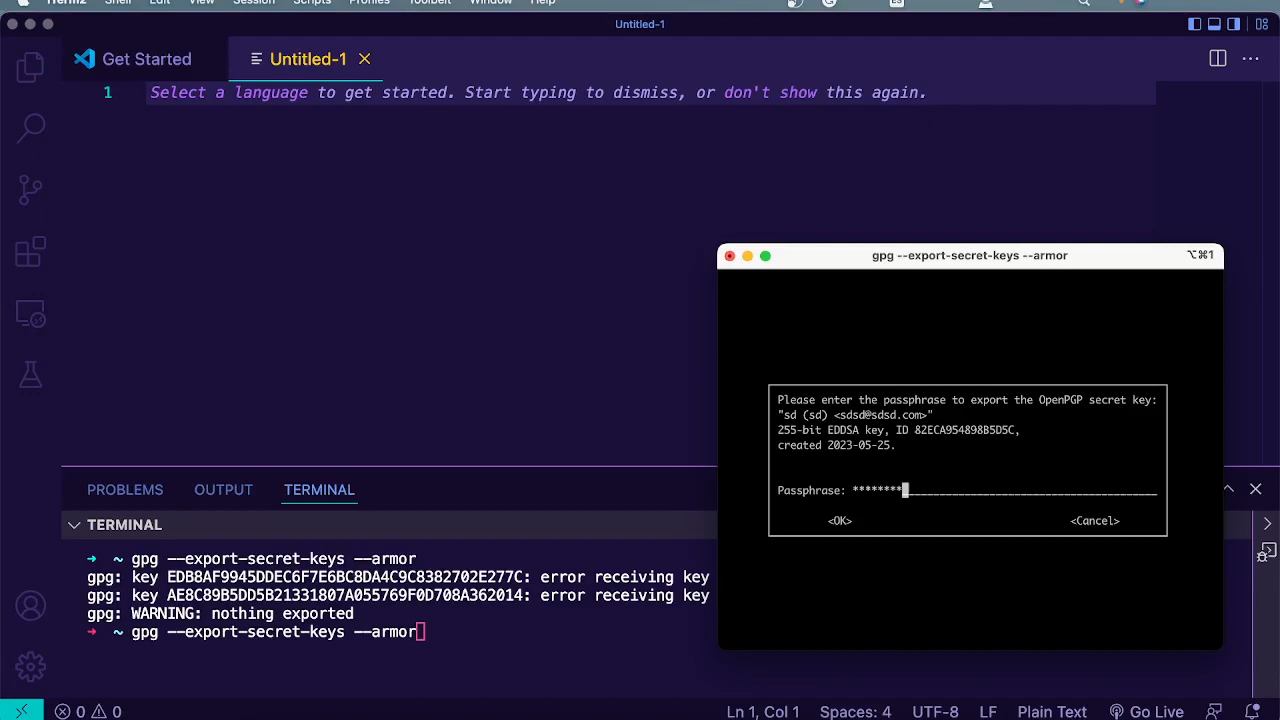 iTerm2 Shell Edit View Session Scripts Profiles Toolbelt Window Help
Untitled-1
Get Started
Untitled-1
1 Select a language to get started. Start typing to dismiss, or don't show this again.
gpg --export-secret-keys --armor
⌥⌘1
Please enter the passphrase to export the OpenPGP secret key:
"sd (sd) <sdsd@sdsd.com>"
255-bit EDDSA key, ID 82ECA954898B5D5C,
created 2023-05-25.
Passphrase: ********
<OK> <Cancel>
PROBLEMS OUTPUT TERMINAL
TERMINAL
➜ ~ gpg --export-secret-keys --armor
gpg: key EDB8AF9945DDEC6F7E6BC8DA4C9C8382702E277C: error receiving key
gpg: key AE8C89B5DD5B21331807A055769F0D708A362014: error receiving key
gpg: WARNING: nothing exported
➜ ~ gpg --export-secret-keys --armor
0 0 Ln 1, Col 1 Spaces: 4 UTF-8 LF Plain Text Go Live